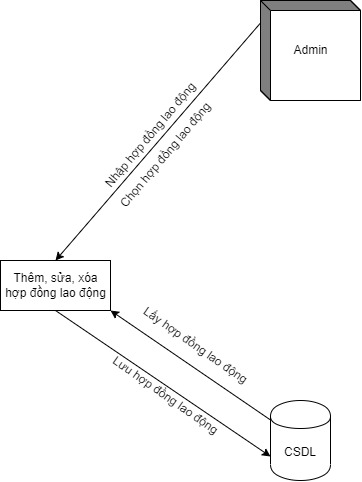 Admin
Nhập hợp đồng lao động
Chọn hợp đồng lao động
Thêm, sửa, xóa
hợp đồng lao động
Lấy hợp đồng lao động
Lưu hợp đồng lao động
CSDL